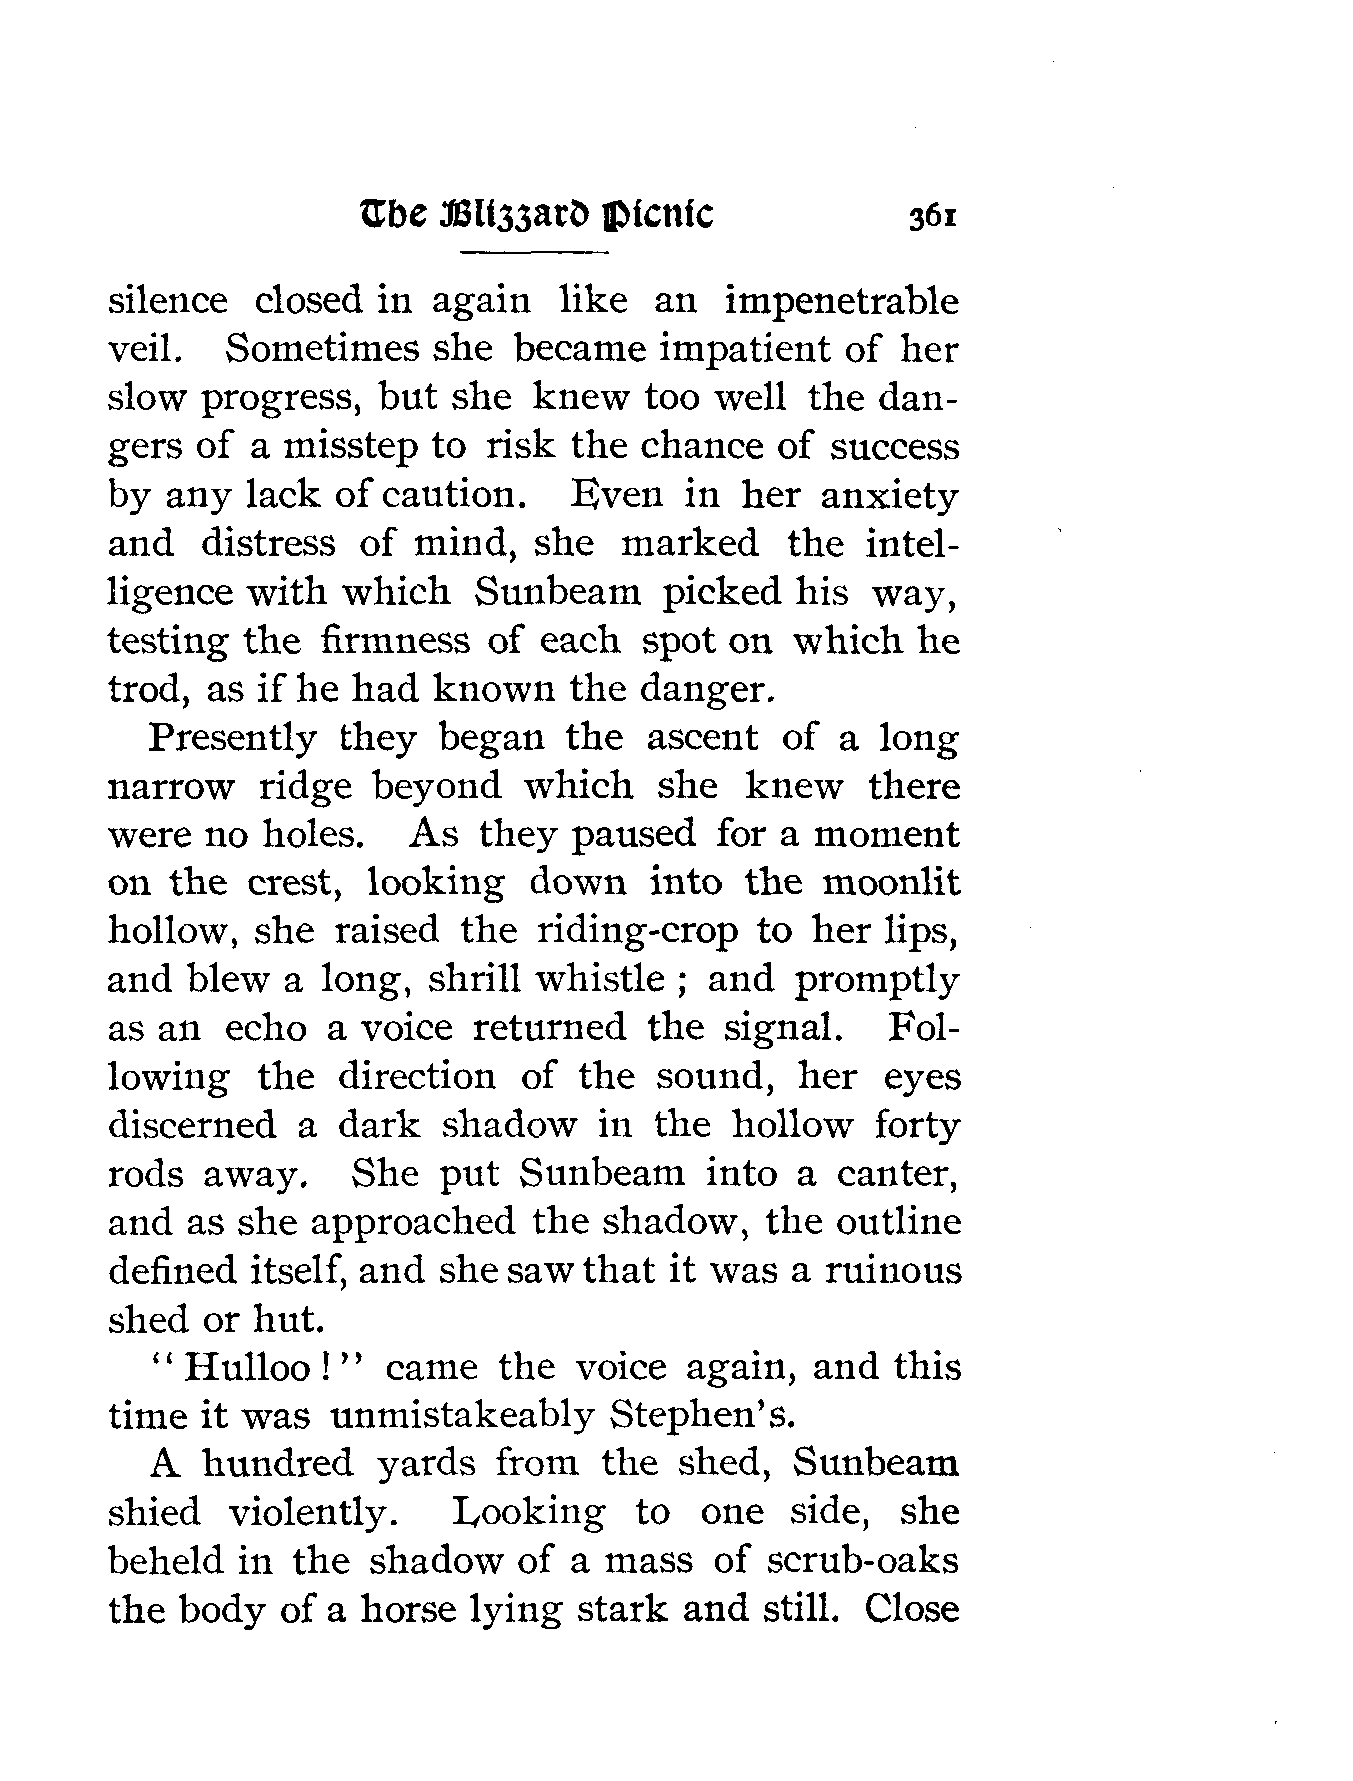 The Blizzard Picnic 361
silence closed in again like an impenetrable
veil. Sometimes she became impatient of her
slow progress, but she knew too well the dan-
gers of a misstep to risk the chance of success
by any lack of caution. Even in her anxiety
and distress of mind, she marked the intel-
ligence with which Sunbeam picked his way,
testing the firmness of each spot on which he
trod, as if he had known the danger.
Presently they began the ascent of a long
narrow ridge beyond which she knew there
were no holes. As they paused for a moment
on the crest, looking down into the moonlit
hollow, she raised the riding-crop to her lips,
and blew a long, shrill whistle ; and promptly
as an echo a voice returned the signal. Fol-
lowing the direction of the sound, her eyes
discerned a dark shadow in the hollow forty
rods away. She put Sunbeam into a canter,
and as she approached the shadow, the outline
defined itself, and she saw that it was a ruinous
shed or hut.
“ Hulloo ! ” came the voice again, and this
time it was unmistakeably Stephen’s.
A hundred yards from the shed, Sunbeam
shied violently. Looking to one side, she
beheld in the shadow of a mass of scrub-oaks
the body of a horse lying stark and still. Close